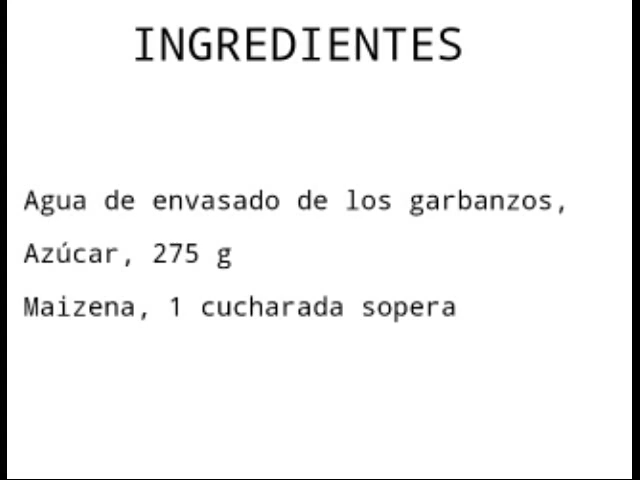 INGREDIENTES
Agua de envasado de los garbanzos,
Azúcar, 275 g
Maizena, 1 cucharada sopera